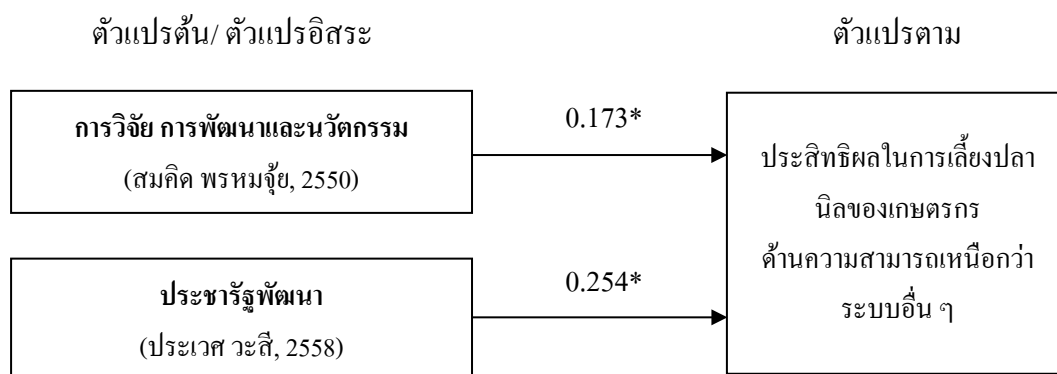 ตัวแปรต้น/ ตัวแปรอิสระ
ตัวแปรตาม
การวิจัย การพัฒนาและนวัตกรรม
(สมคิด พรหมจุ้ย, 2550)
0.173*
ประชารัฐพัฒนา
(ประเวศ วะสี, 2558)
0.254*
ประสิทธิผลในการเลี้ยงปลา
นิลของเกษตรกร
ด้านความสามารถเหนือกว่า
ระบบอื่น ๆ